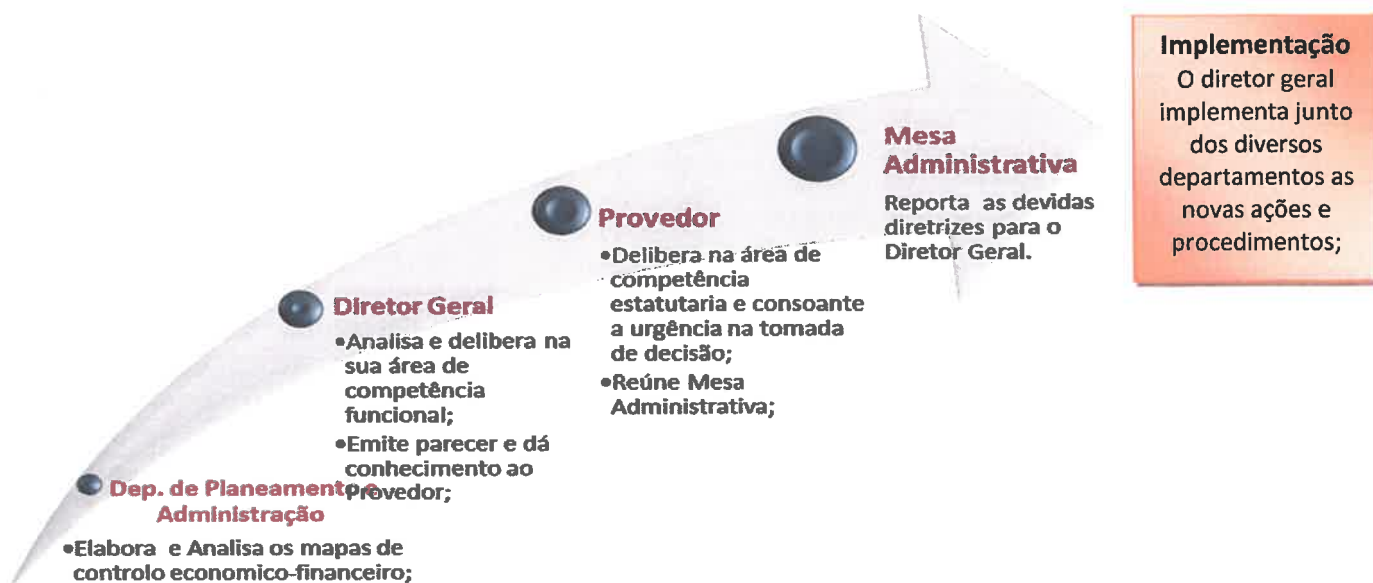 Implementação
O diretor geral
implementa junto
dos diversos
departamentos as
novas ações e
procedimentos;
Mesa
Administrativa
Reporta as devidas
diretrizes para o
Diretor Geral.
Provedor
•Delibera na área de
competência
estatutaria e consoante
a urgência na tomada
de decisão;
•Reúne Mesa
Administrativa;
Diretor Geral
•Analisa e delibera na
sua área de
competência
funcional;
•Emite parecer e dá
conhecimento ao
Provedor;
Dep. de Planeamento e
Administração
•Elabora e Analisa os mapas de
controlo economico-financeiro;